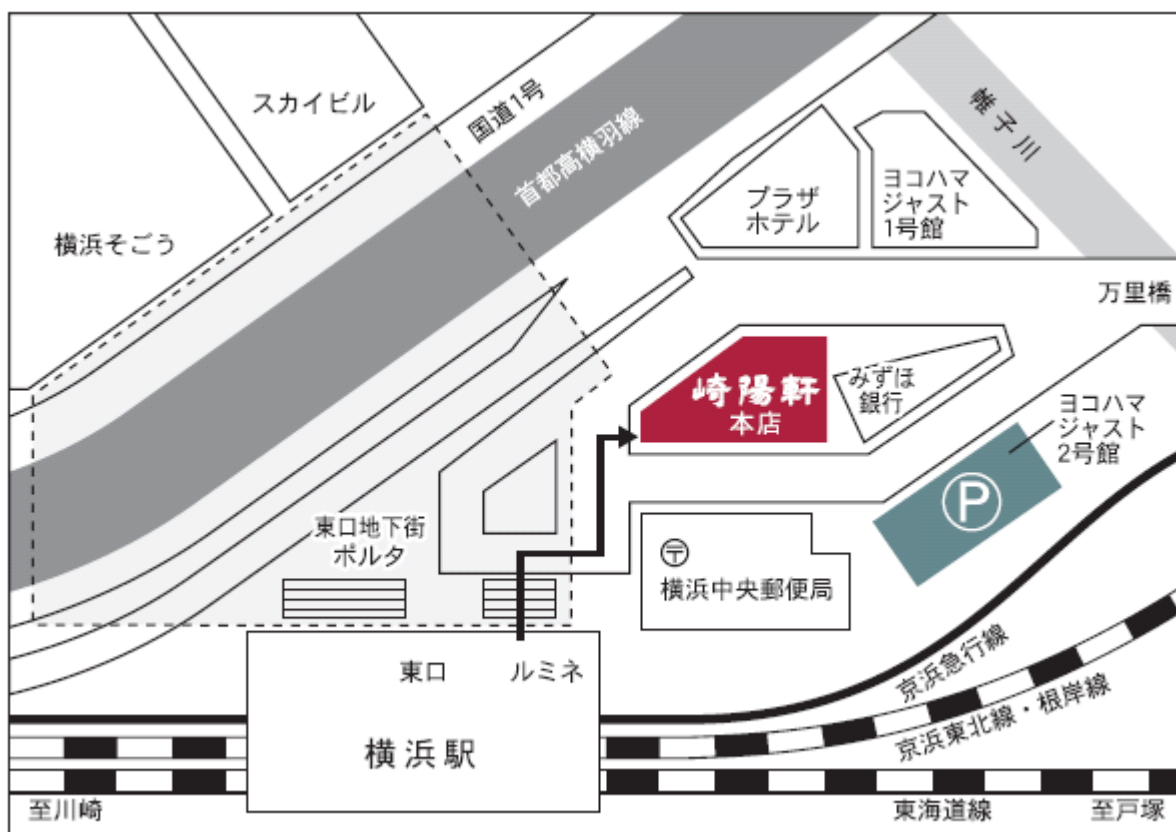 スカイビル
国道1号
首都高横羽線
帷子川
横浜そごう
プラザ
ホテル
ヨコハマ
ジャスト
1号館
万里橋
崎陽軒
本店
みずほ
銀行
ヨコハマ
ジャスト
2号館
P
東口地下街
ポルタ
〒
横浜中央郵便局
東口
ルミネ
横浜駅
京浜急行線
京浜東北線・根岸線
至川崎
東海道線
至戸塚